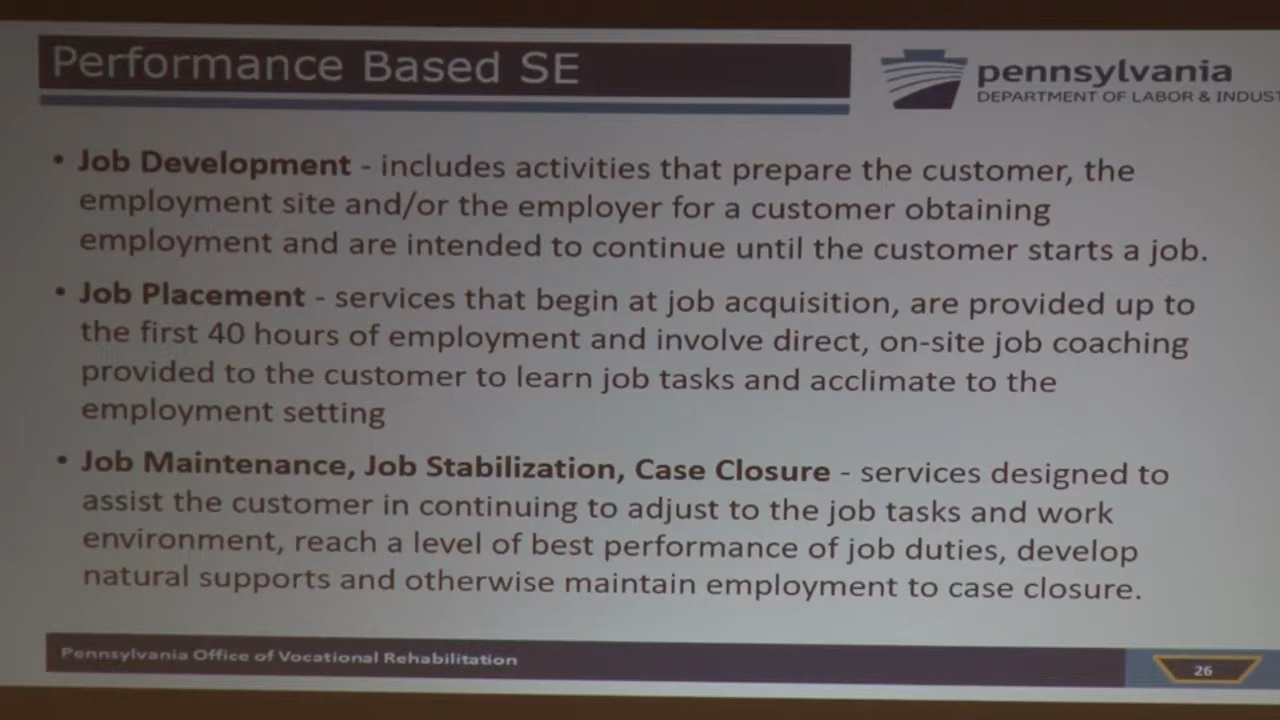 Performance Based SE
pennsylvania
DEPARTMENT OF LABOR & INDUST
• Job Development - includes activities that prepare the customer, the
employment site and/or the employer for a customer obtaining
employment and are intended to continue until the customer starts a job.
• Job Placement - services that begin at job acquisition, are provided up to
the first 40 hours of employment and involve direct, on-site job coaching
provided to the customer to learn job tasks and acclimate to the
employment setting
• Job Maintenance, Job Stabilization, Case Closure - services designed to
assist the customer in continuing to adjust to the job tasks and work
environment, reach a level of best performance of job duties, develop
natural supports and otherwise maintain employment to case closure.
Pennsylvania Office of Vocational Rehabilitation
26